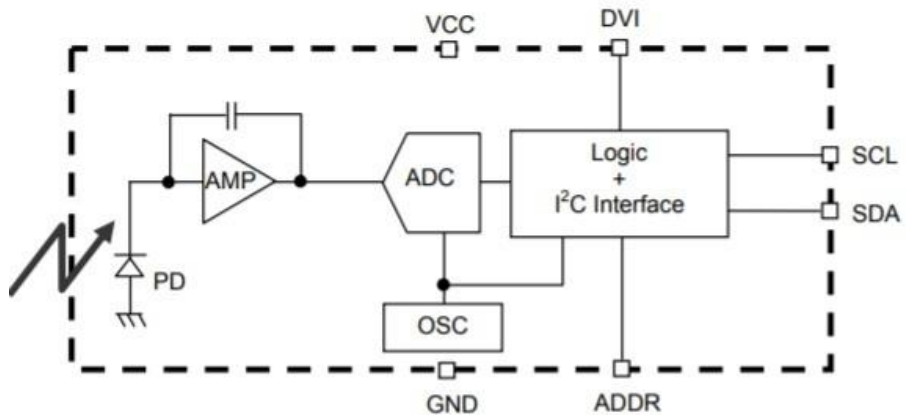 VCC
DVI
AMP
ADC
Logic
+
I²C Interface
SCL
SDA
PD
OSC
GND
ADDR